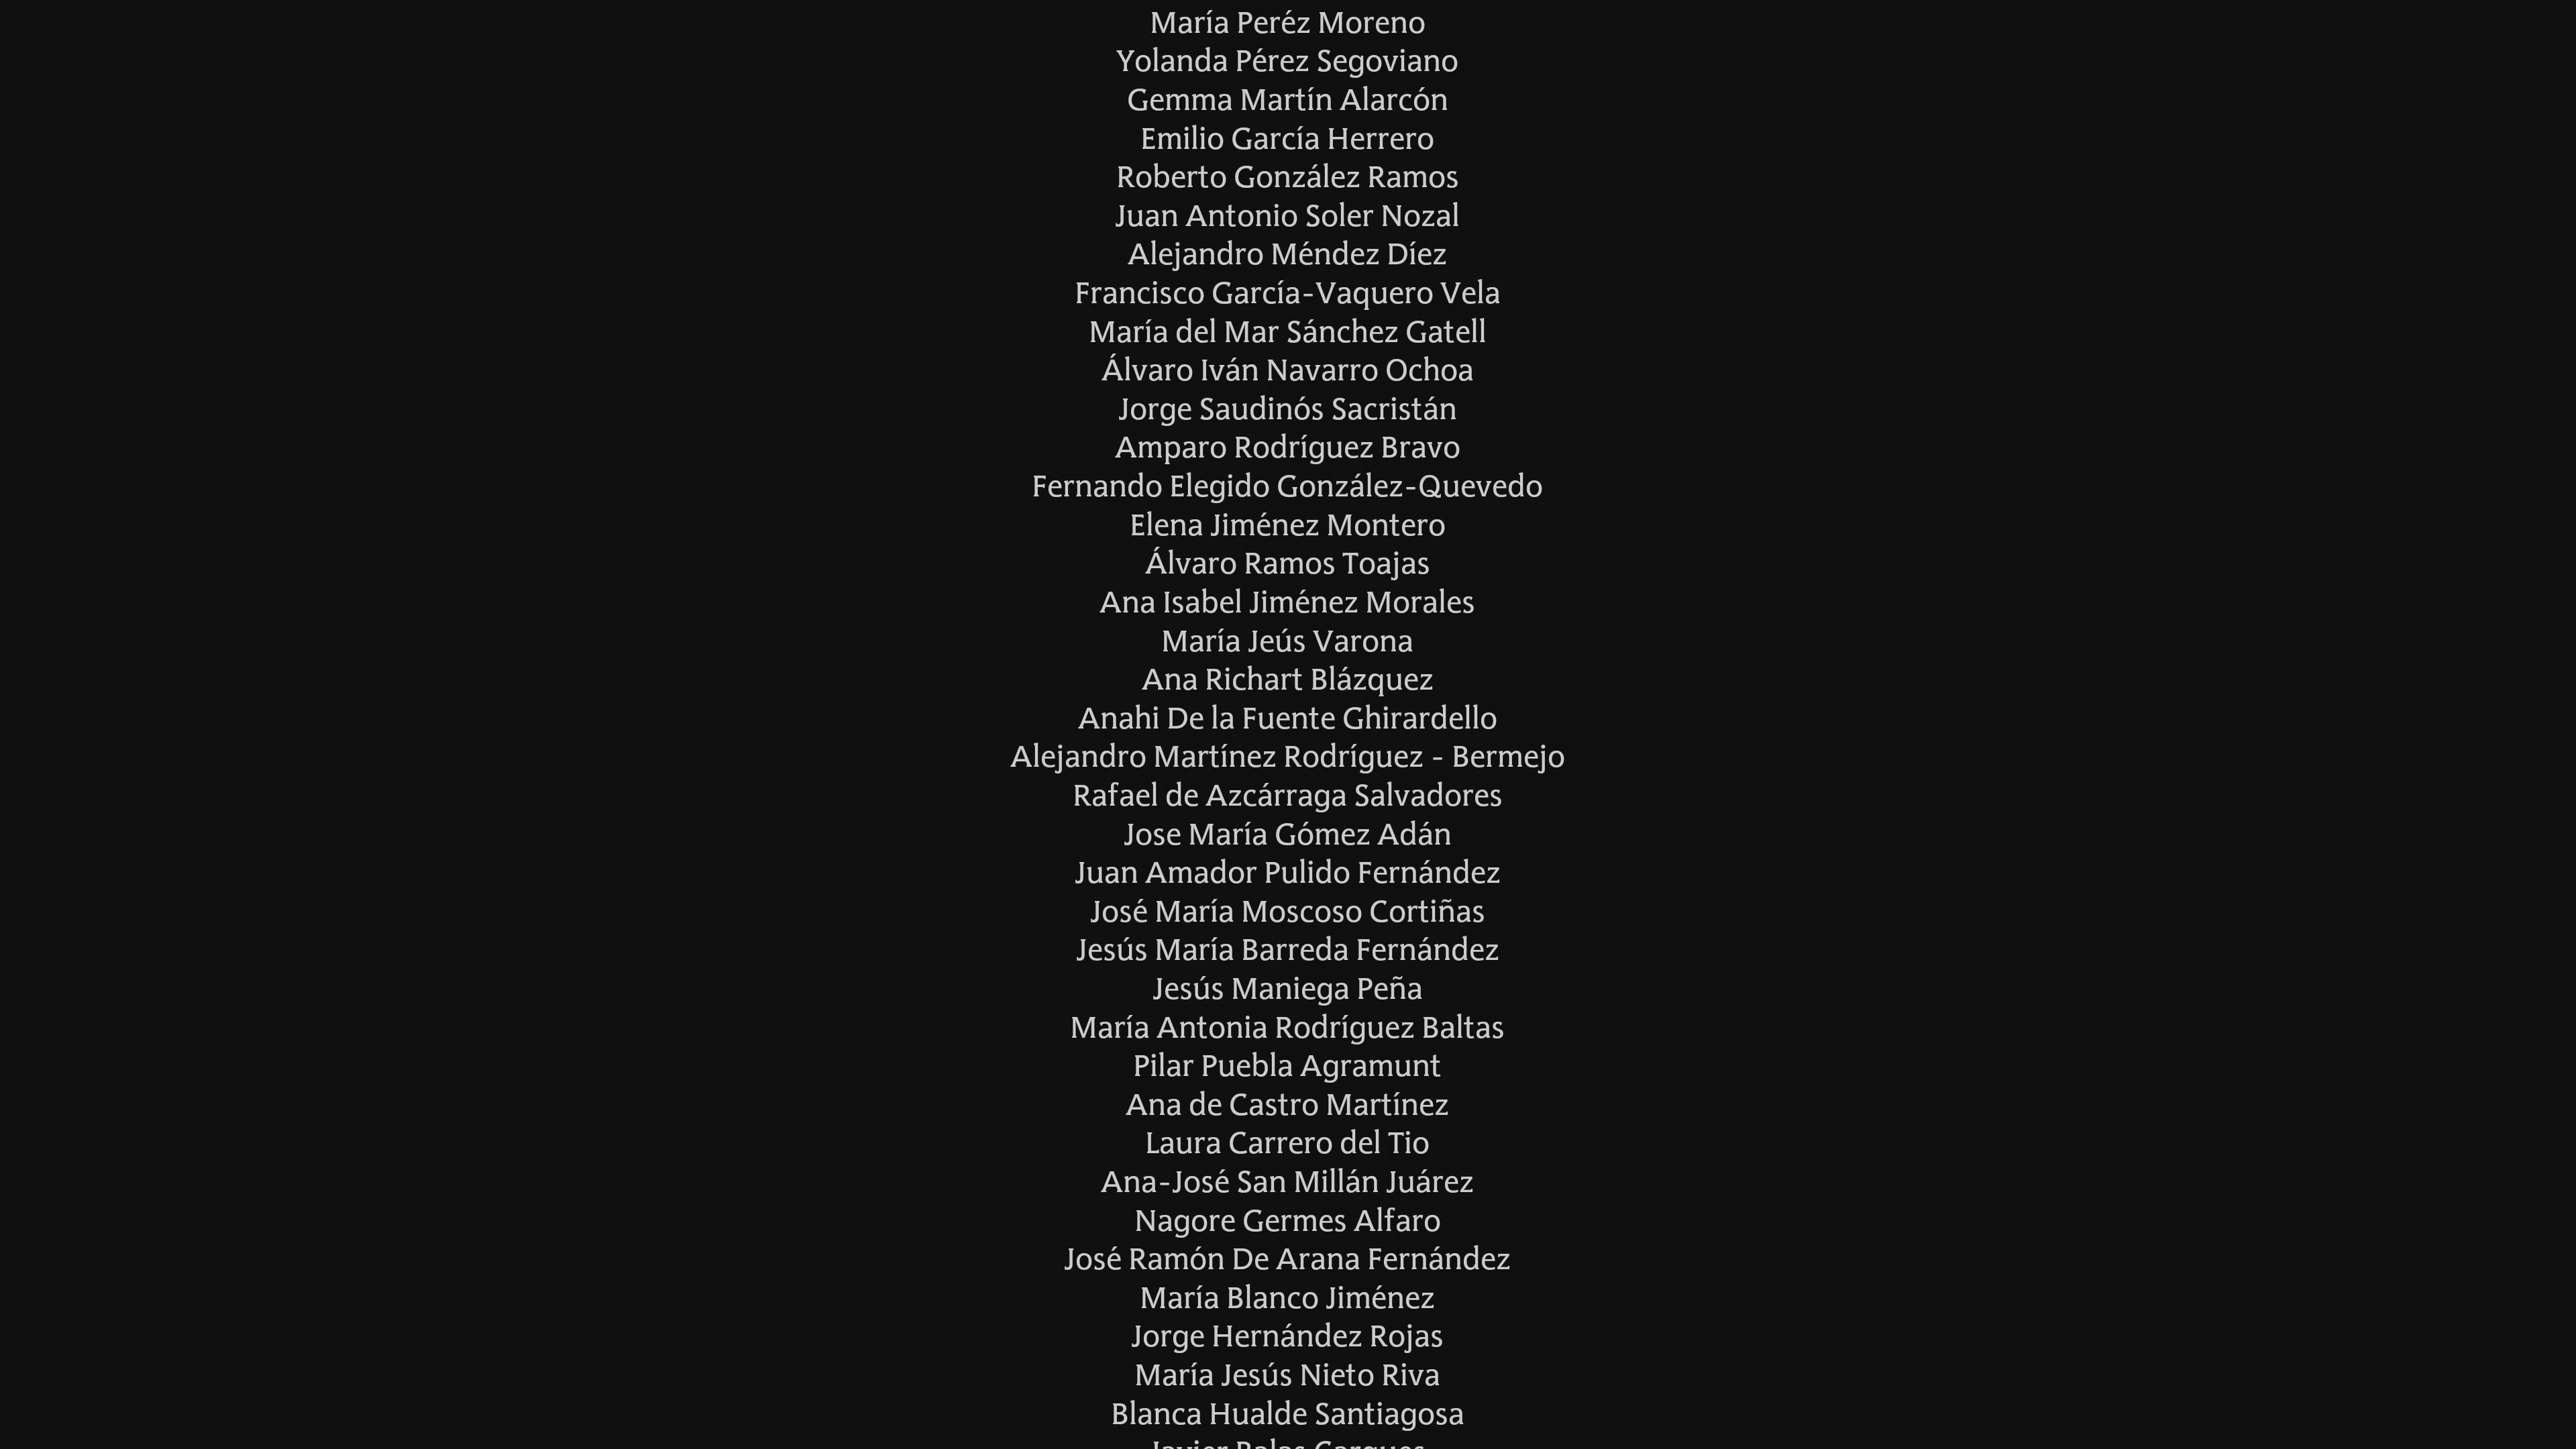 María Peréz Moreno
Yolanda Pérez Segoviano
Gemma Martín Alarcón
Emilio García Herrero
Roberto González Ramos
Juan Antonio Soler Nozal
Alejandro Méndez Díez
Francisco García-Vaquero Vela
María del Mar Sánchez Gatell
Álvaro Iván Navarro Ochoa
Jorge Saudinós Sacristán
Amparo Rodríguez Bravo
Fernando Elegido González-Quevedo
Elena Jiménez Montero
Álvaro Ramos Toajas
Ana Isabel Jiménez Morales
María Jeús Varona
Ana Richart Blázquez
Anahi De la Fuente Ghirardello
Alejandro Martínez Rodríguez - Bermejo
Rafael de Azcárraga Salvadores
Jose María Gómez Adán
Juan Amador Pulido Fernández
José María Moscoso Cortiñas
Jesús María Barreda Fernández
Jesús Maniega Peña
María Antonia Rodríguez Baltas
Pilar Puebla Agramunt
Ana de Castro Martínez
Laura Carrero del Tio
Ana-José San Millán Juárez
Nagore Germes Alfaro
José Ramón De Arana Fernández
María Blanco Jiménez
Jorge Hernández Rojas
María Jesús Nieto Riva
Blanca Hualde Santiagosa
Javier